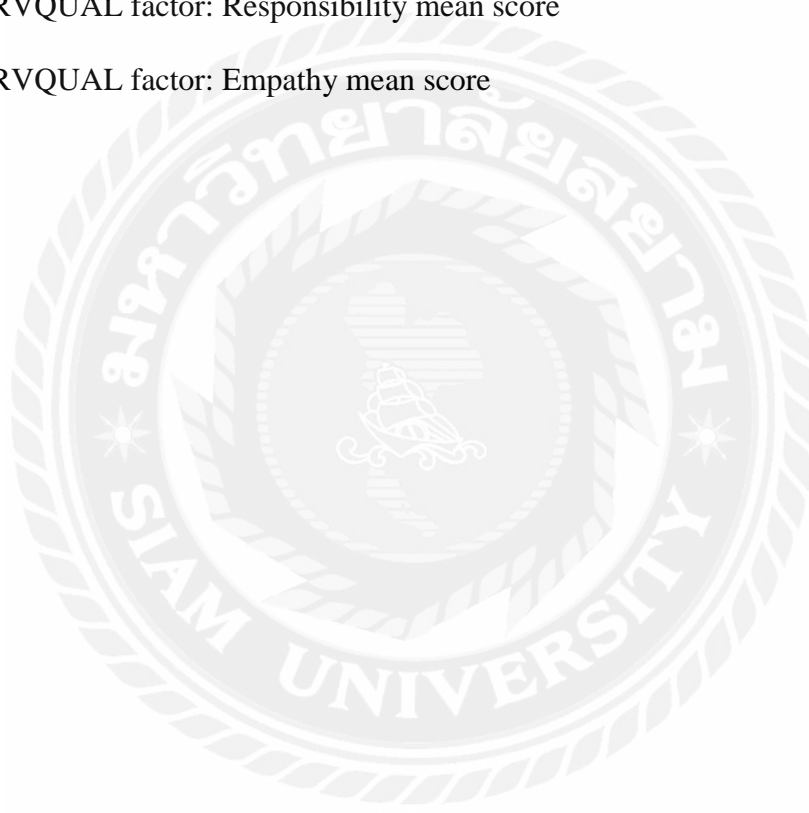 RVQUAL factor: Responsibility mean score
RVQUAL factor: Empathy mean score
มหาวิทยาลัยสยาม
SIAM UNIVERSITY